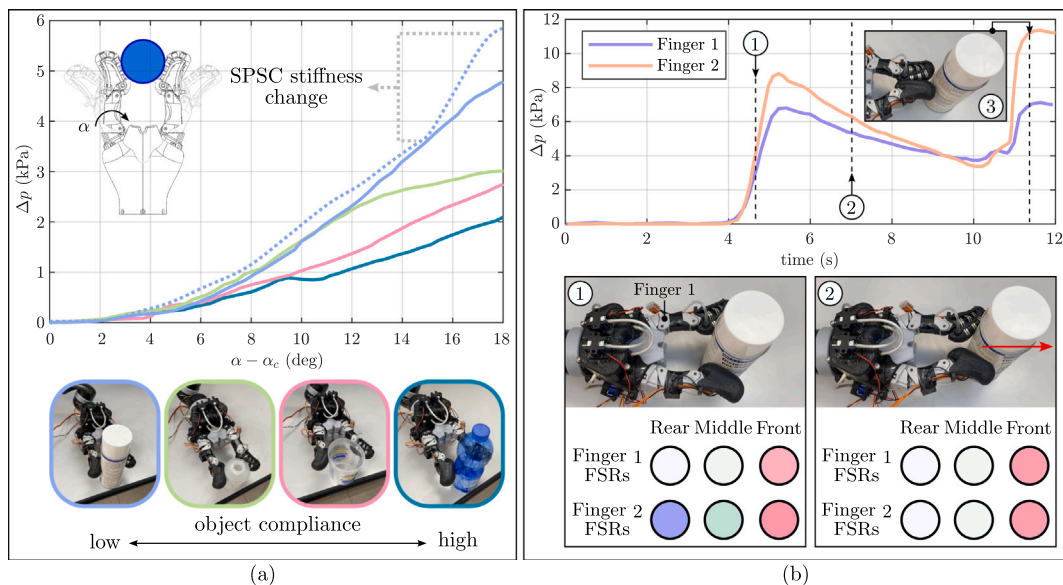 6
5
4
3
2
1
0
Δp (kPa)
SPSC stiffness
change
α
0 2 4 6 8 10 12 14 16 18
α − α_c (deg)
object compliance
low
high
(a)
12
10
8
6
4
2
0
Δp (kPa)
Finger 1
Finger 2
1
2
3
0 2 4 6 8 10 12
time (s)
1
Finger 1
2
Rear Middle Front
Finger 1
FSRs
Finger 2
FSRs
Rear Middle Front
Finger 1
FSRs
Finger 2
FSRs
(b)